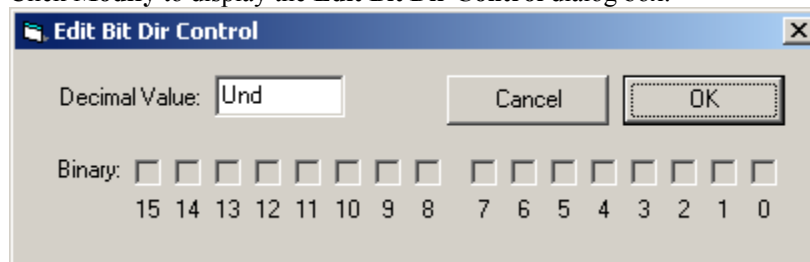 Click Modify to display the Edit Bit Dir Control dialog box.
Edit Bit Dir Control
Decimal Value: Und Cancel OK
Binary:
15 14 13 12 11 10 9 8 7 6 5 4 3 2 1 0